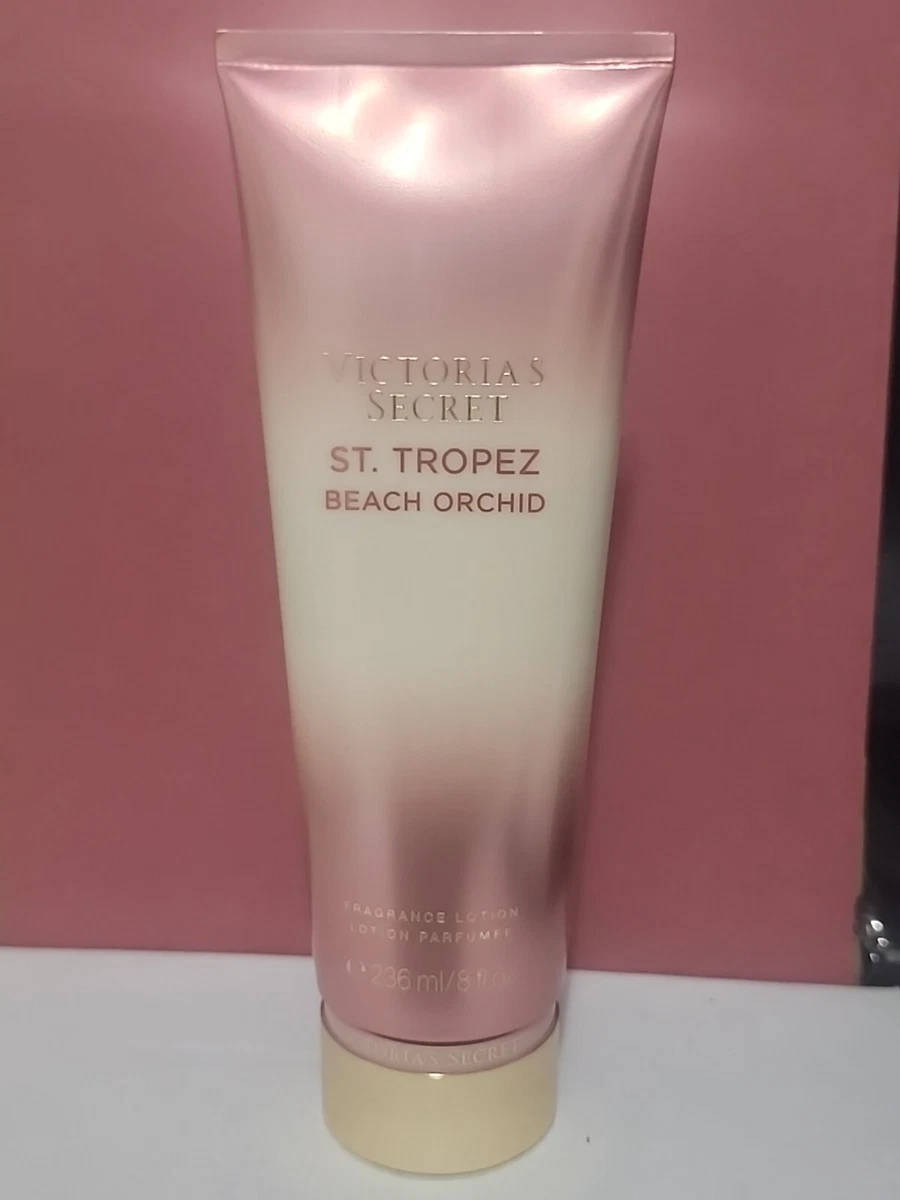 VICTORIA'S
SECRET
ST. TROPEZ
BEACH ORCHID
FRAGRANCE LOTION
LOTION PARFUMÉE
℮ 236 ml/8 fl oz
VICTORIA'S SECRET